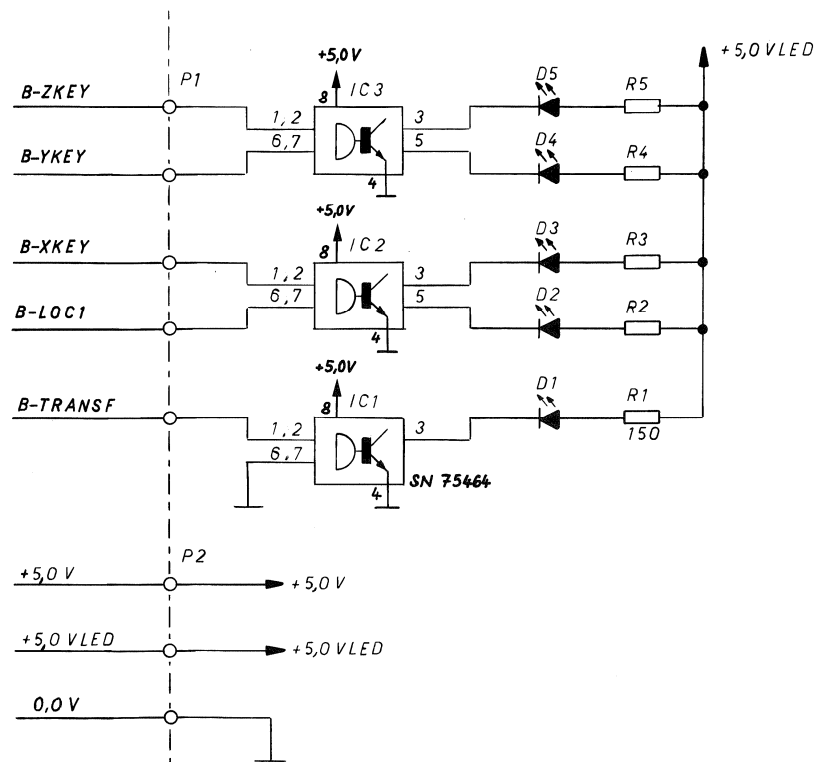 +5,0 VLED
+5,0 V
P1
8
IC3
D5
R5
B-ZKEY
1,2
3
6,7
5
D4
R4
B-YKEY
4
+5,0V
8
IC2
D3
R3
B-XKEY
1,2
3
6,7
5
D2
R2
B-LOC1
4
+5,0V
8
IC1
D1
R1
B-TRANSF
1,2
3
150
6,7
4
SN 75464
P2
+5,0 V
+5,0 V
+5,0 VLED
+5,0 VLED
0,0 V